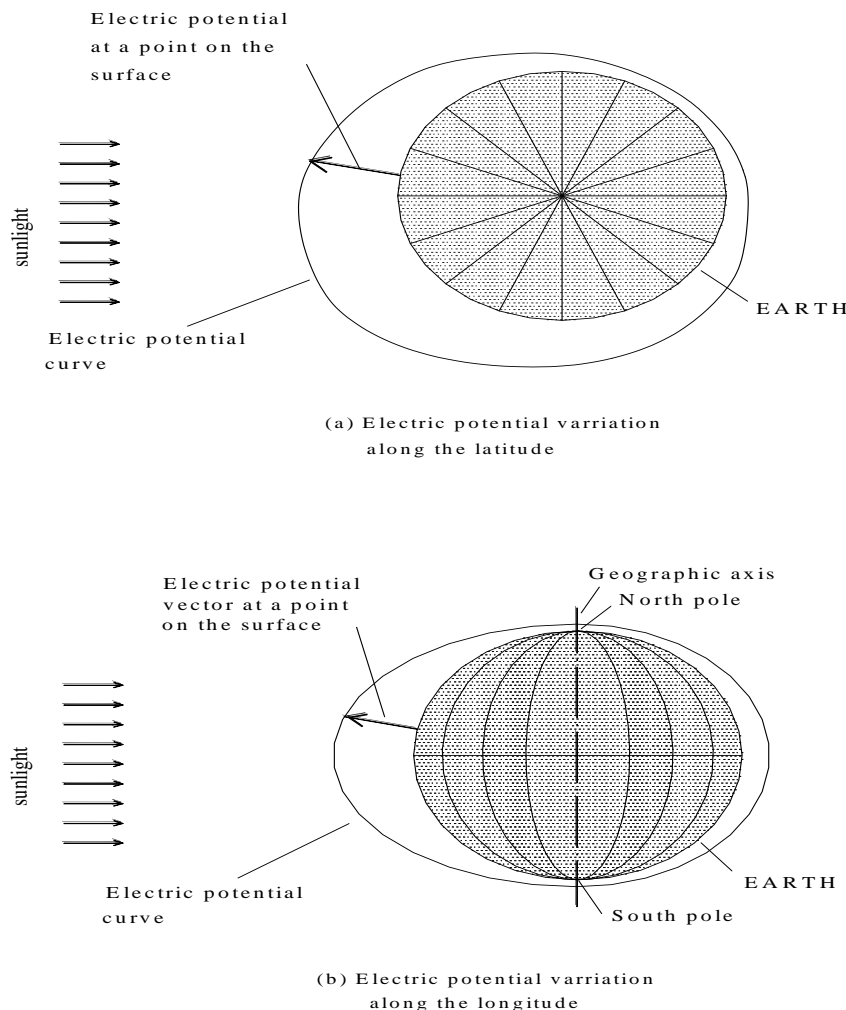 Electric potential
at a point on the
surface
sunlight
EARTH
Electric potential
curve
(a) Electric potential varriation
along the latitude
Geographic axis
North pole
Electric potential
vector at a point
on the surface
sunlight
EARTH
Electric potential
curve
South pole
(b) Electric potential varriation
along the longitude